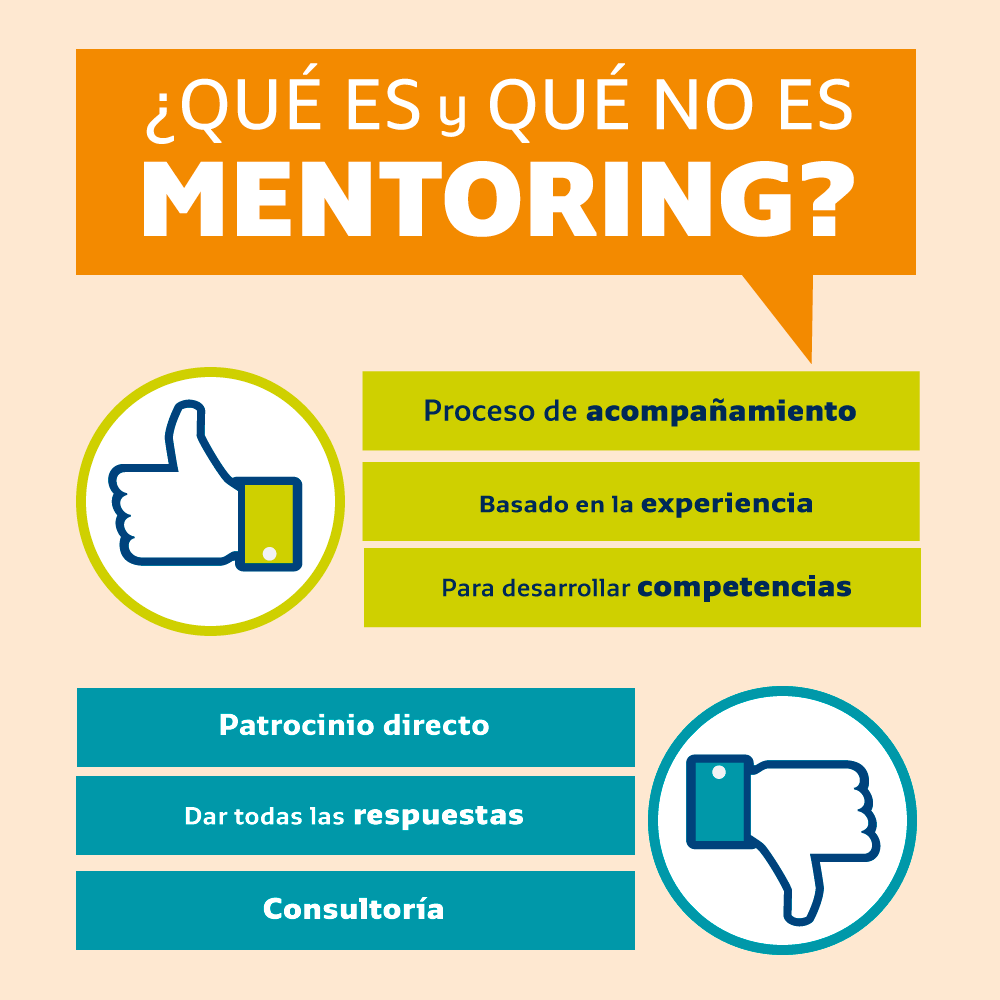 ¿QUÉ ES y QUÉ NO ES
MENTORING?
Proceso de acompañamiento
Basado en la experiencia
Para desarrollar competencias
Patrocinio directo
Dar todas las respuestas
Consultoría